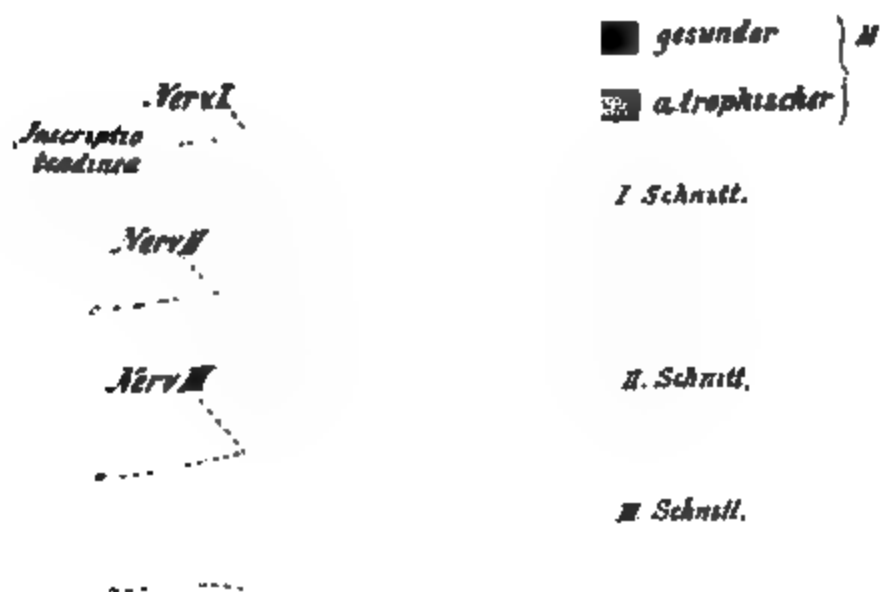 gesunder
Nerv I
atrophischer
Inscriptio
tendinea
I Schnitt.
Nerv II
Nerv III
II. Schnitt.
III Schnitt.